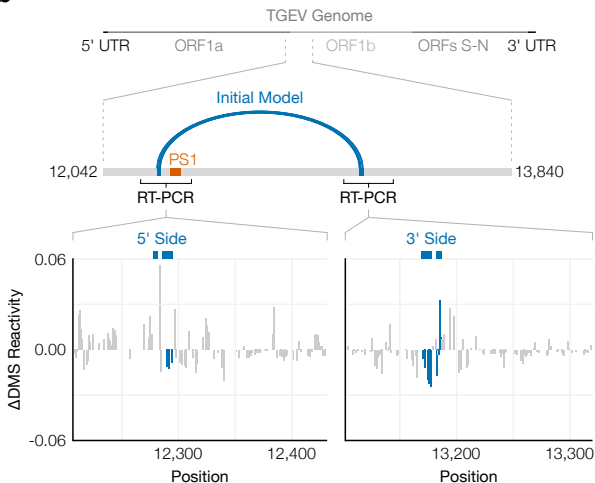 TGEV Genome
5' UTR ORF1a ORF1b ORFs S-N 3' UTR
Initial Model
12,042 PS1 13,840
RT-PCR RT-PCR
5' Side 3' Side
0.06
0.00
-0.06
ΔDMS Reactivity
12,300 12,400 13,200 13,300
Position Position